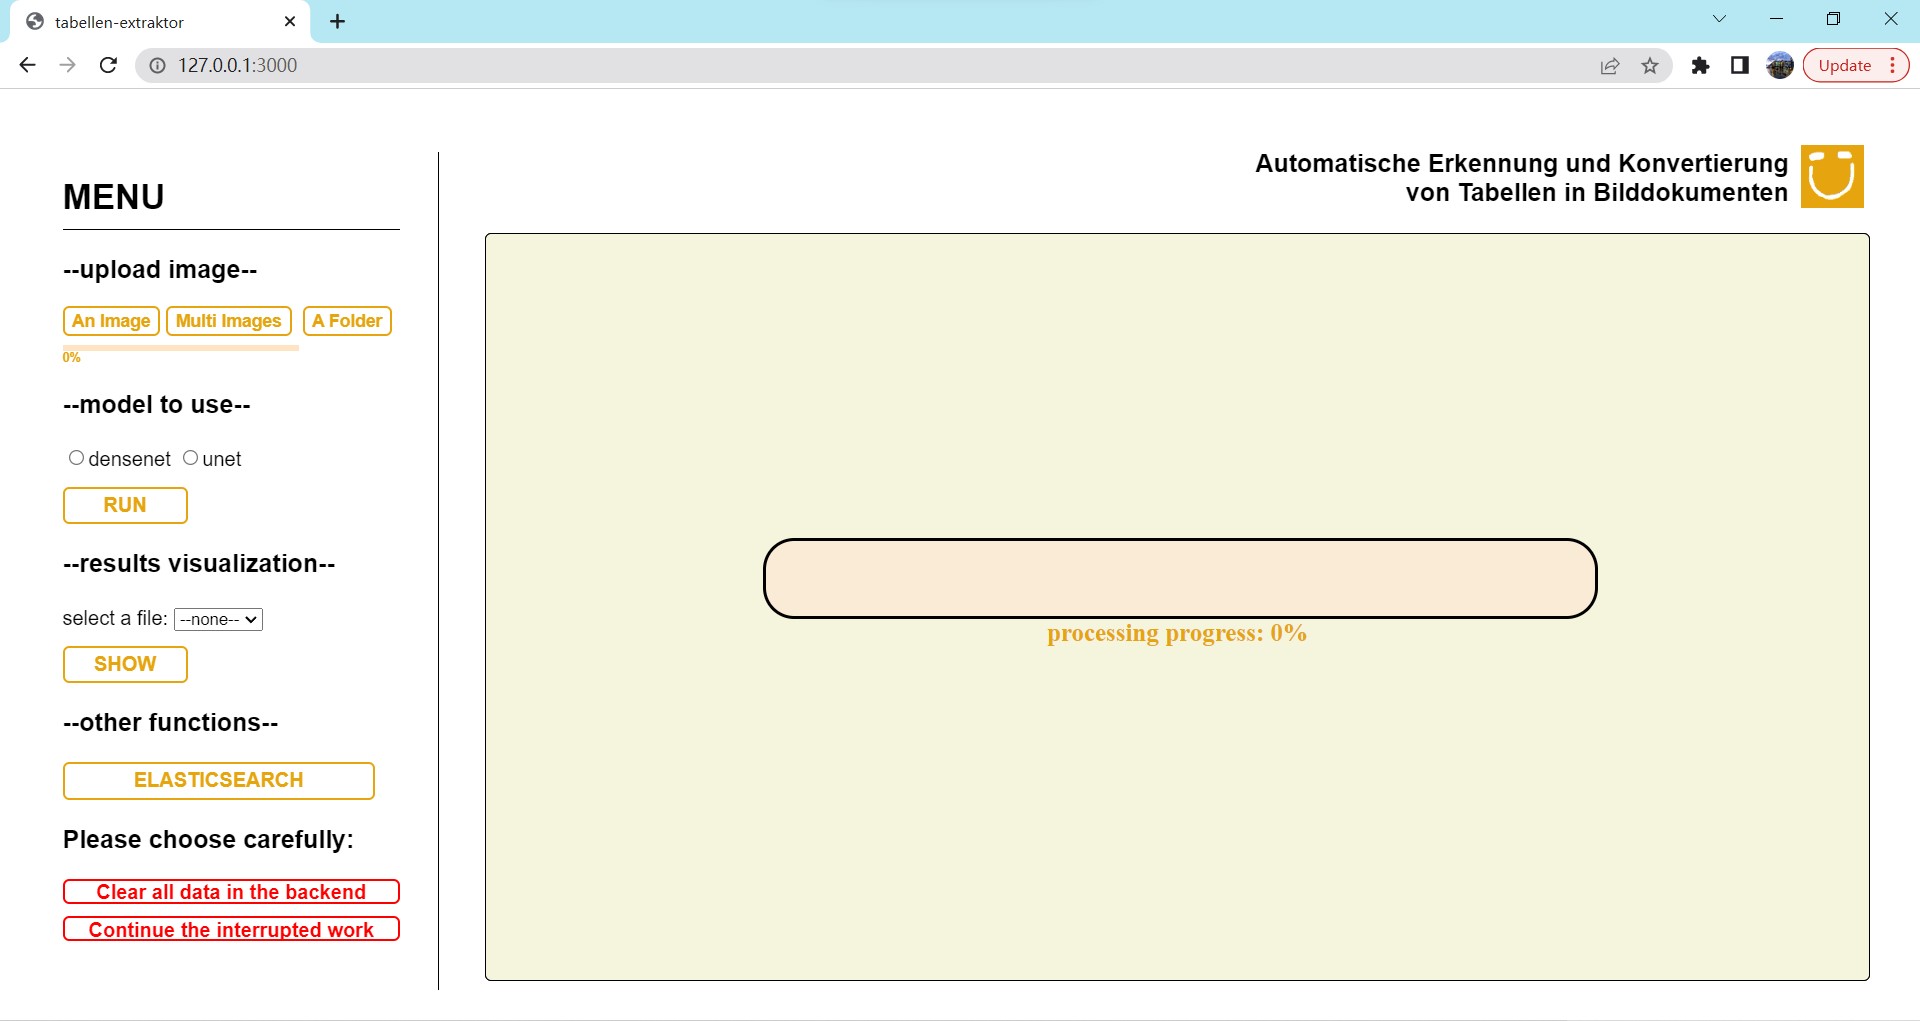 tabellen-extraktor
127.0.0.1:3000
Update
Automatische Erkennung und Konvertierung
von Tabellen in Bilddokumenten
MENU
--upload image--
An Image Multi Images A Folder
0%
--model to use--
densenet unet
RUN
--results visualization--
select a file: --none--
SHOW
--other functions--
ELASTICSEARCH
Please choose carefully:
Clear all data in the backend
Continue the interrupted work
processing progress: 0%